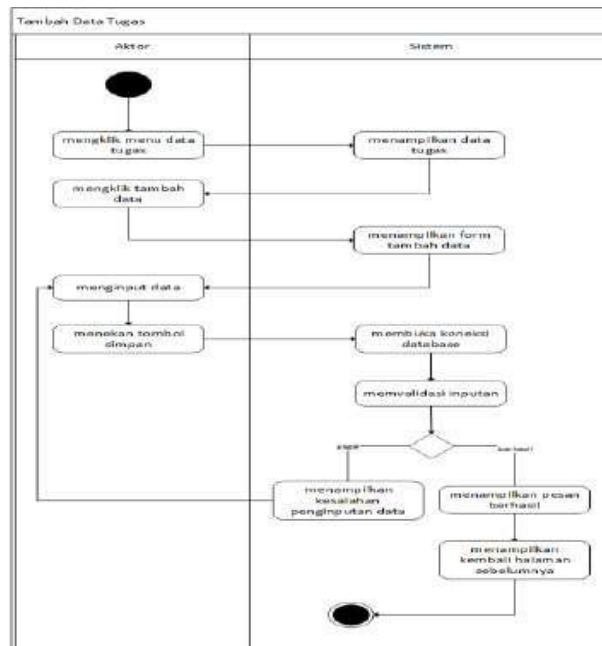 Tambah Data Tugas
Aktor
Sistem
mengklik menu data
tugas
menampilkan data
tugas
mengklik tambah
data
menampilkan form
tambah data
menginput data
menekan tombol
simpan
membuka koneksi
database
memvalidasi inputan
menampilkan
kesalahan
penginputan data
menampilkan pesan
berhasil
menampilkan
kembali halaman
sebelumnya